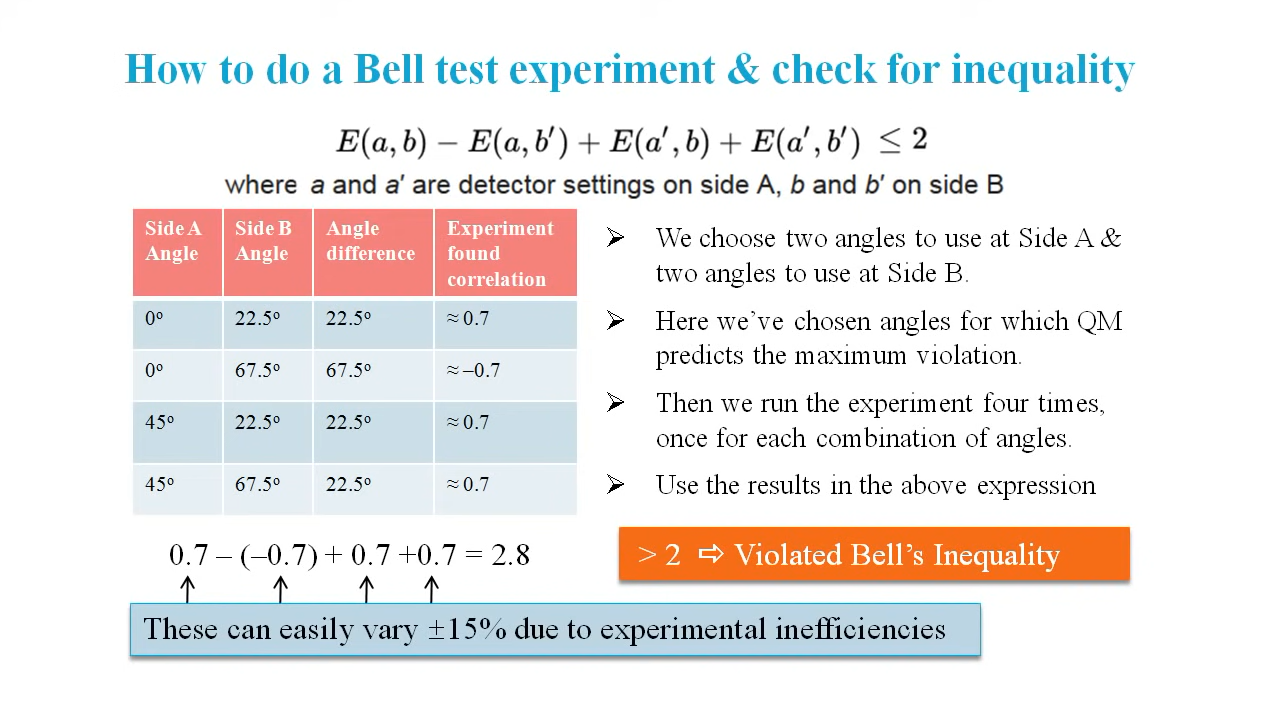 How to do a Bell test experiment & check for inequality
E(a, b) − E(a, b′) + E(a′, b) + E(a′, b′) ≤ 2
where a and a′ are detector settings on side A, b and b′ on side B
Side A Angle | Side B Angle | Angle difference | Experiment found correlation
0º | 22.5º | 22.5º | ≈ 0.7
0º | 67.5º | 67.5º | ≈ –0.7
45º | 22.5º | 22.5º | ≈ 0.7
45º | 67.5º | 22.5º | ≈ 0.7
➢ We choose two angles to use at Side A &
two angles to use at Side B.
➢ Here we’ve chosen angles for which QM
predicts the maximum violation.
➢ Then we run the experiment four times,
once for each combination of angles.
➢ Use the results in the above expression
0.7 – (–0.7) + 0.7 +0.7 = 2.8
> 2 ⇨ Violated Bell’s Inequality
These can easily vary ±15% due to experimental inefficiencies